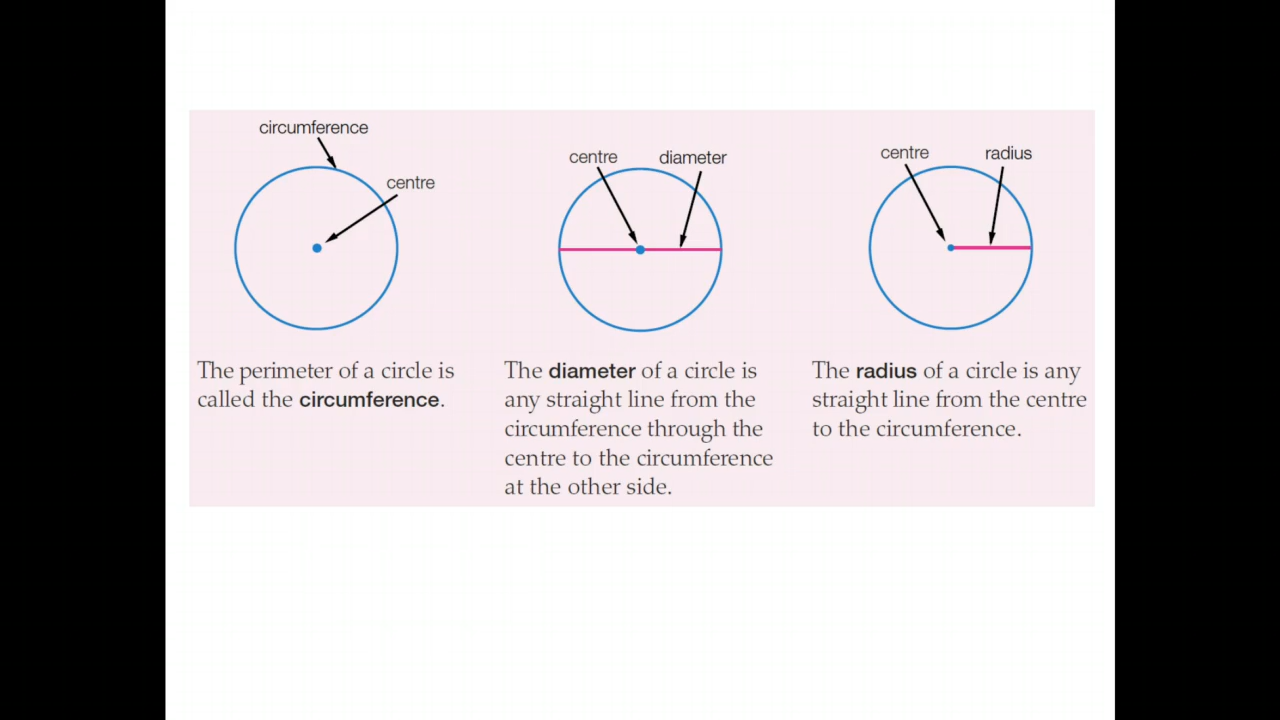 circumference
centre
The perimeter of a circle is
called the circumference.
centre
diameter
The diameter of a circle is
any straight line from the
circumference through the
centre to the circumference
at the other side.
centre
radius
The radius of a circle is any
straight line from the centre
to the circumference.